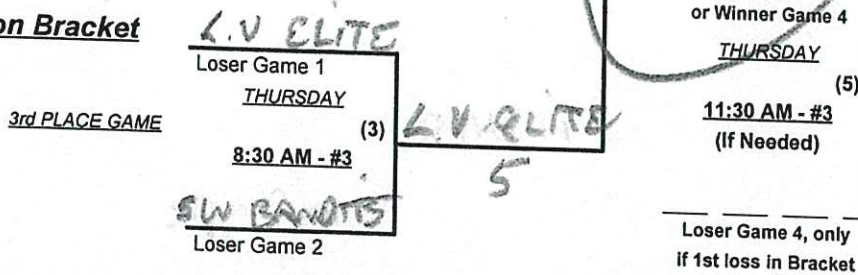 on Bracket
L.V ELITE
Loser Game 1
THURSDAY
3rd PLACE GAME
(3)
8:30 AM - #3
L.V. ELITE
5
SW BANDITS
Loser Game 2
or Winner Game 4
THURSDAY
(5)
11:30 AM - #3
(If Needed)
Loser Game 4, only
if 1st loss in Bracket